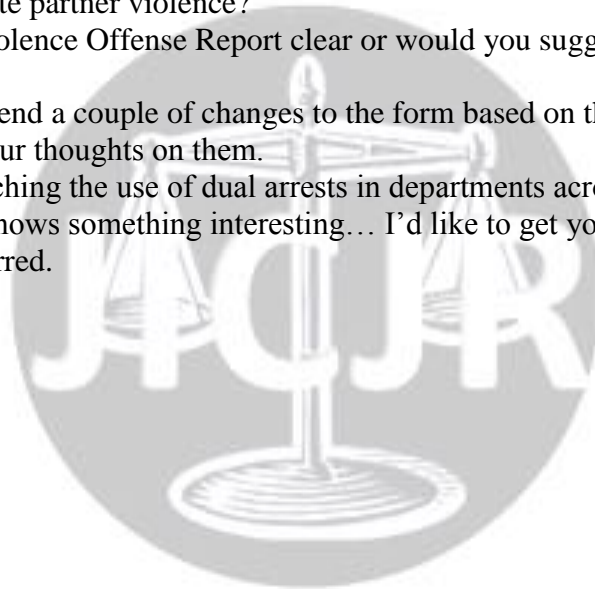 te partner violence?
olence Offense Report clear or would you sugg
end a couple of changes to the form based on th
ur thoughts on them.
ching the use of dual arrests in departments acro
hows something interesting… I’d like to get yo
rred.
JICJR